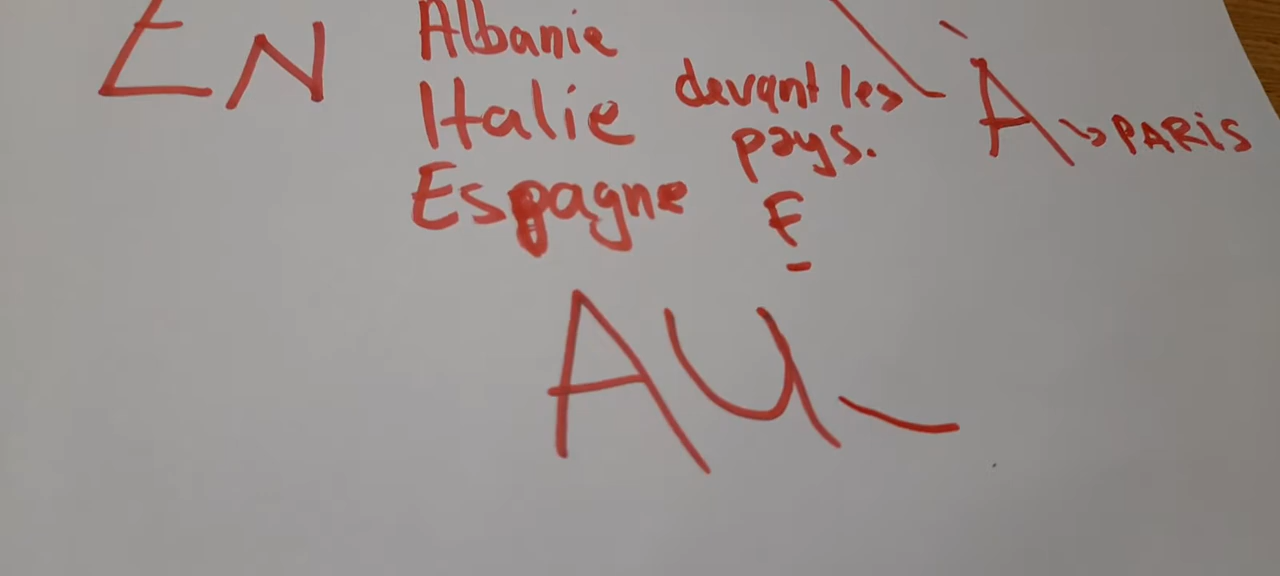 EN
Albanie
Italie
Espagne
devant les
pays.
F
À → PARIS
AU